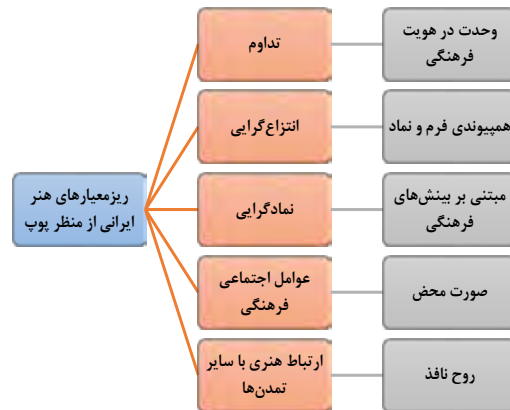 ریزمعیارهای هنر
ایرانی از منظر پوپ
تداوم
وحدت در هویت
فرهنگی
انتزاع‌گرایی
همپیوندی فرم و نماد
نمادگرایی
مبتنی بر بینش‌های
فرهنگی
عوامل اجتماعی
فرهنگی
صورت محض
ارتباط هنری با سایر
تمدن‌ها
روح نافذ